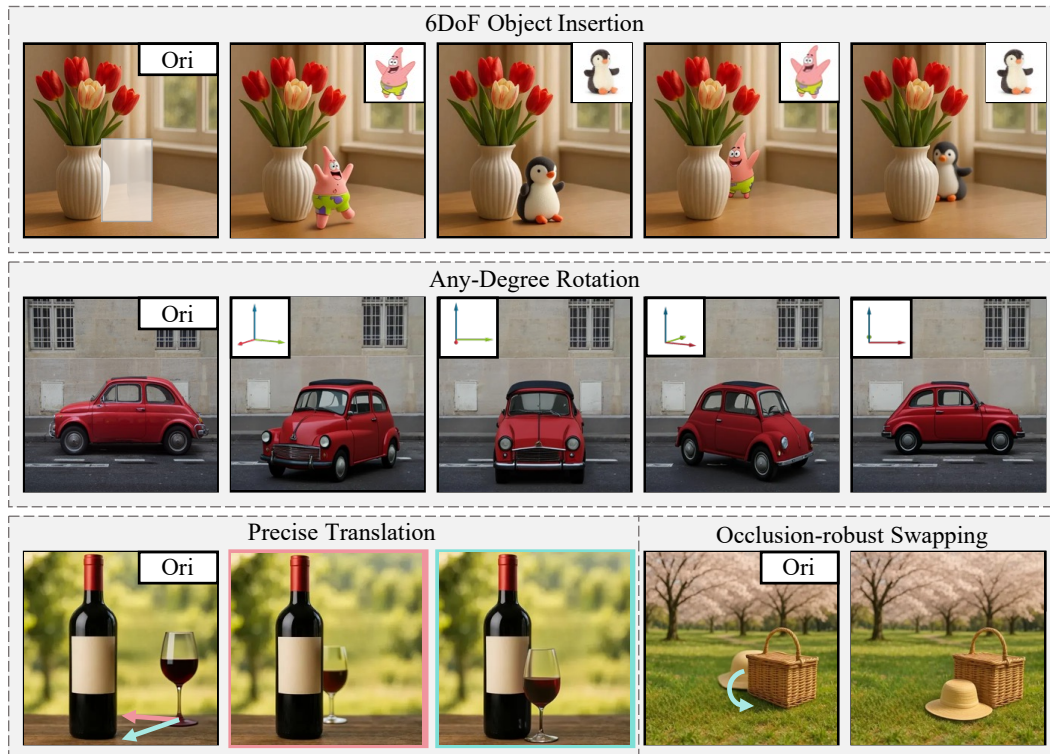 6DoF Object Insertion
Ori
Any-Degree Rotation
Ori
Precise Translation
Occlusion-robust Swapping
Ori
Ori